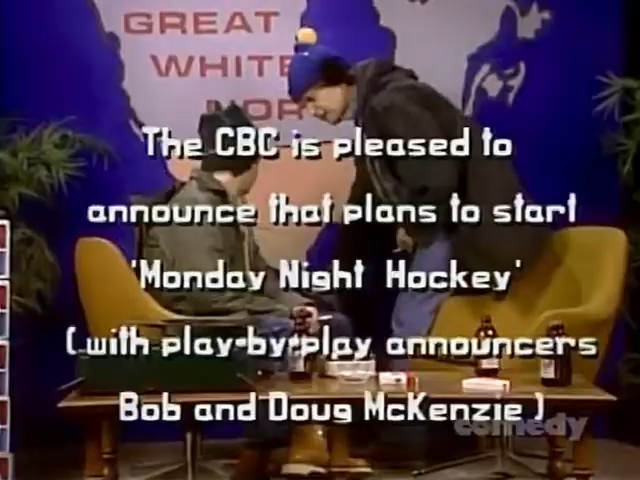 GREAT
WHITE
NOR
The CBC is pleased to
announce that plans to start
'Monday Night Hockey'
(with play-by-play announcers
Bob and Doug McKenzie)
comedy